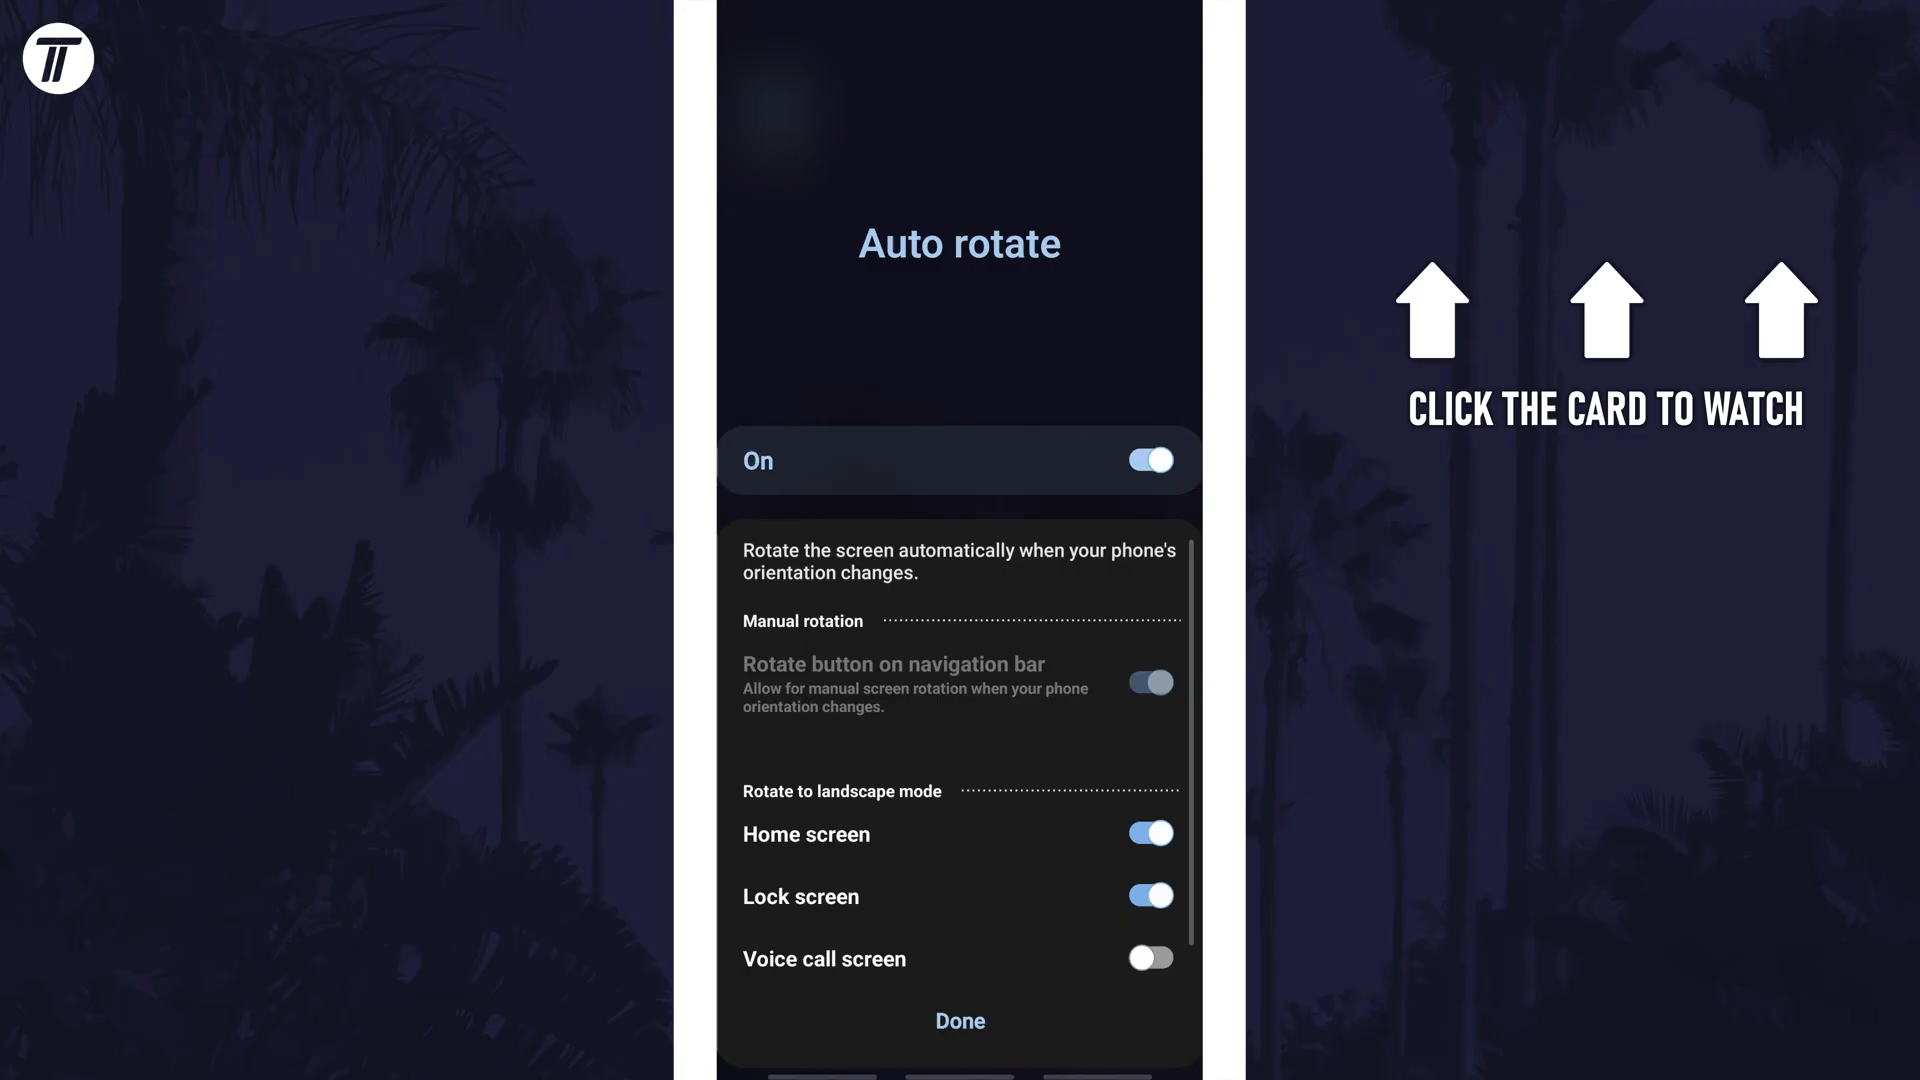 Auto rotate
On
Rotate the screen automatically when your phone's
orientation changes.
Manual rotation
Rotate button on navigation bar
Allow for manual screen rotation when your phone
orientation changes.
Rotate to landscape mode
Home screen
Lock screen
Voice call screen
Done
CLICK THE CARD TO WATCH